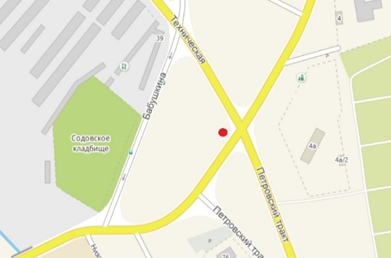 4
Техническая
39
Бабушкина
Содовское
кладбище
4а
4а/2
Петровский тракт
Петровский тра